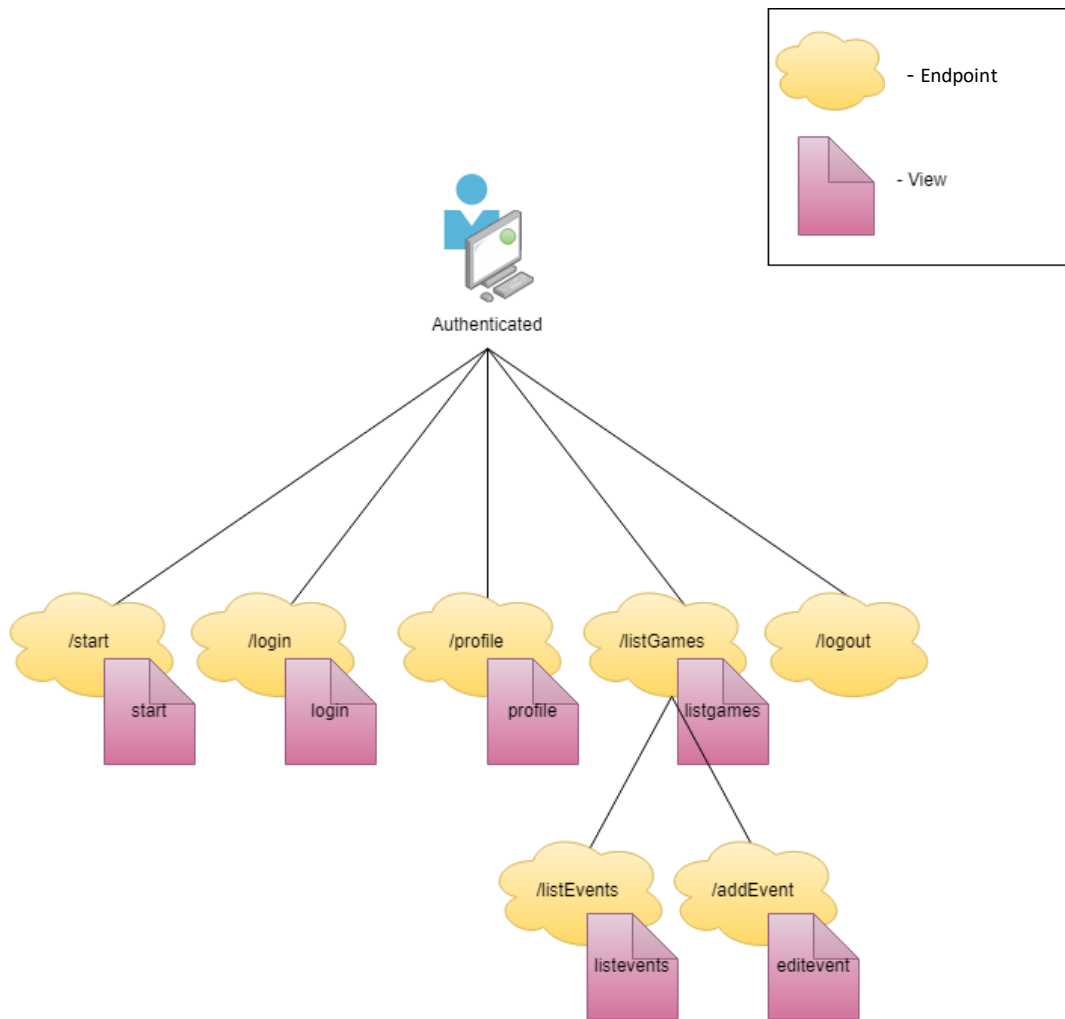 - Endpoint
- View
Authenticated
/start
/login
/profile
/listGames
/logout
start
login
profile
listgames
/listEvents
/addEvent
listevents
editevent